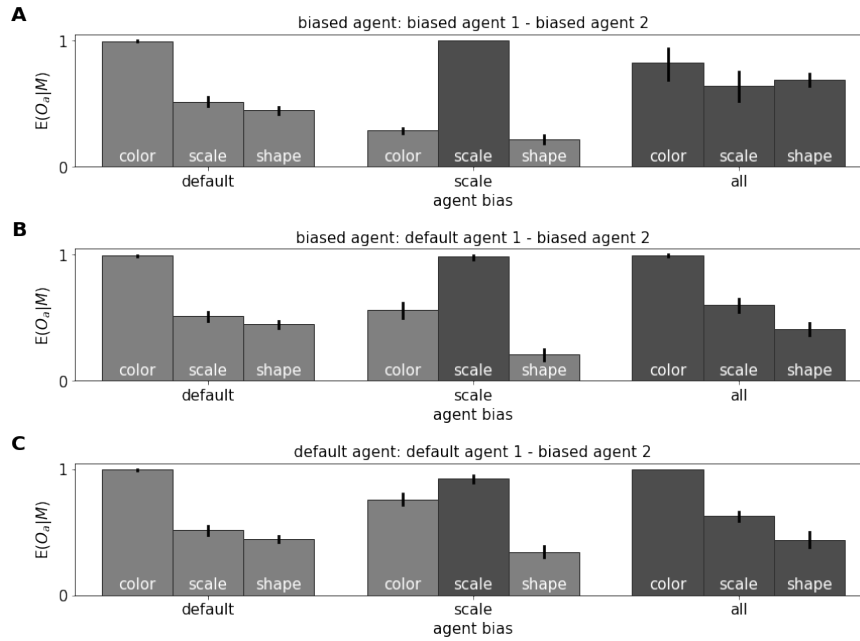 A
biased agent: biased agent 1 - biased agent 2
E(Oₐ|M)
1
0
color scale shape color scale shape color scale shape
default scale all
agent bias
B
biased agent: default agent 1 - biased agent 2
E(Oₐ|M)
1
0
color scale shape color scale shape color scale shape
default scale all
agent bias
C
default agent: default agent 1 - biased agent 2
E(Oₐ|M)
1
0
color scale shape color scale shape color scale shape
default scale all
agent bias